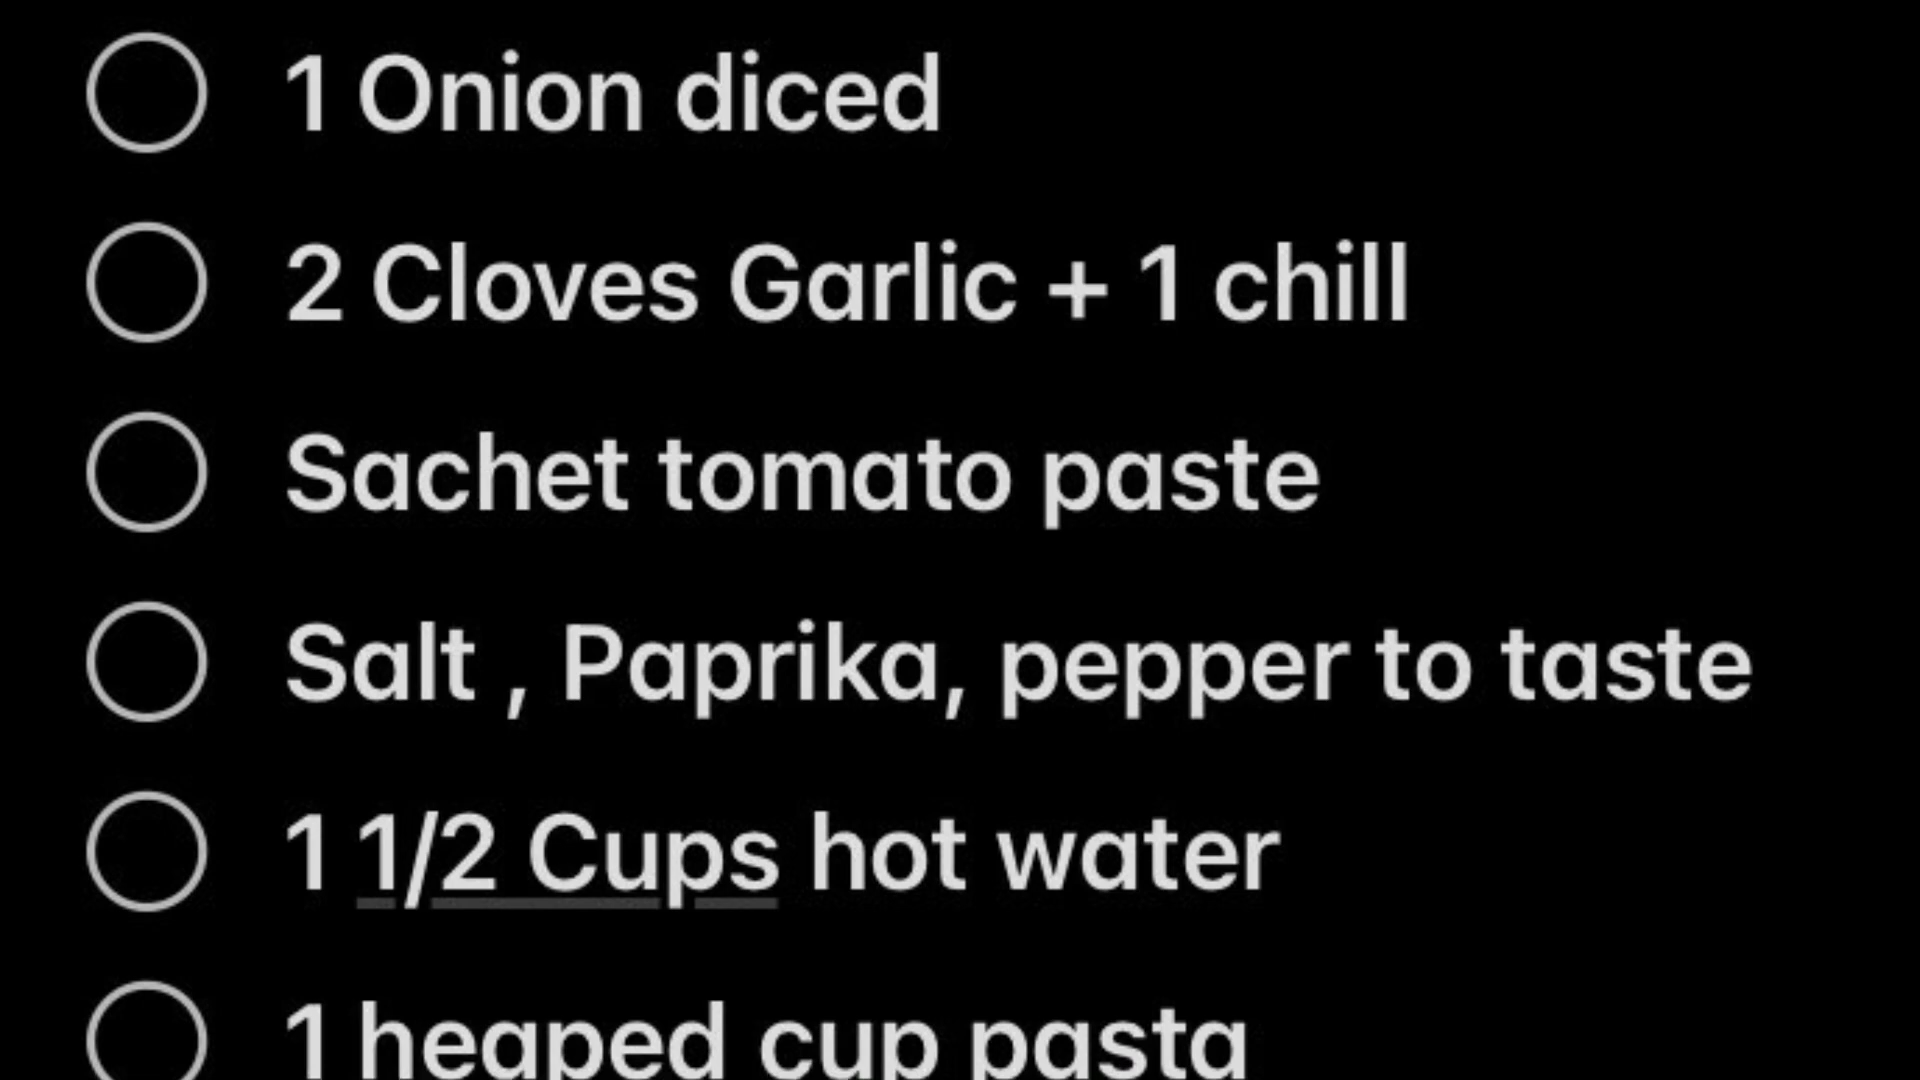 1 Onion diced
2 Cloves Garlic + 1 chill
Sachet tomato paste
Salt , Paprika, pepper to taste
1 1/2 Cups hot water
1 heaped cup pasta